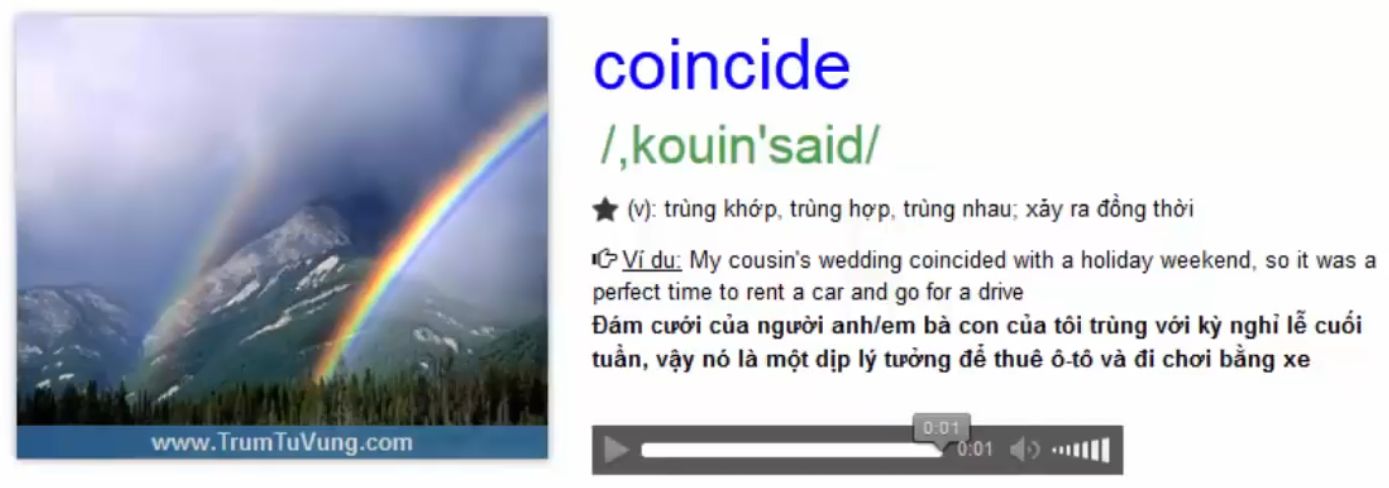 coincide
/,kouin'said/
★ (v): trùng khớp, trùng hợp, trùng nhau; xảy ra đồng thời
Ví dụ: My cousin's wedding coincided with a holiday weekend, so it was a
perfect time to rent a car and go for a drive
Đám cưới của người anh/em bà con của tôi trùng với kỳ nghỉ lễ cuối
tuần, vậy nó là một dịp lý tưởng để thuê ô-tô và đi chơi bằng xe
www.TrumTuVung.com
0:01
0:01